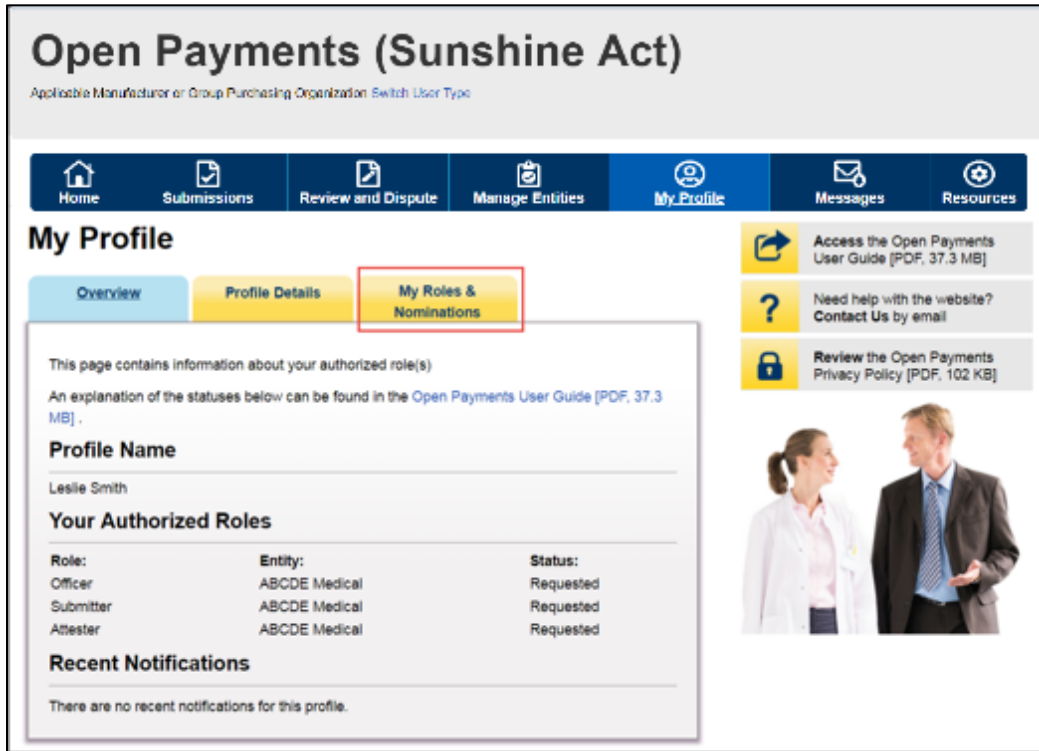 Open Payments (Sunshine Act)
Applicable Manufacturer or Group Purchasing Organization Switch User Type
Home Submissions Review and Dispute Manage Entities My Profile Messages Resources
My Profile
Overview Profile Details My Roles &
Nominations
This page contains information about your authorized role(s)
An explanation of the statuses below can be found in the Open Payments User Guide [PDF, 37.3
MB] .
Profile Name
Leslie Smith
Your Authorized Roles
Role: Entity: Status:
Officer ABCDE Medical Requested
Submitter ABCDE Medical Requested
Attester ABCDE Medical Requested
Recent Notifications
There are no recent notifications for this profile.
Access the Open Payments
User Guide [PDF, 37.3 MB]
?
Need help with the website?
Contact Us by email
Review the Open Payments
Privacy Policy [PDF, 102 KB]